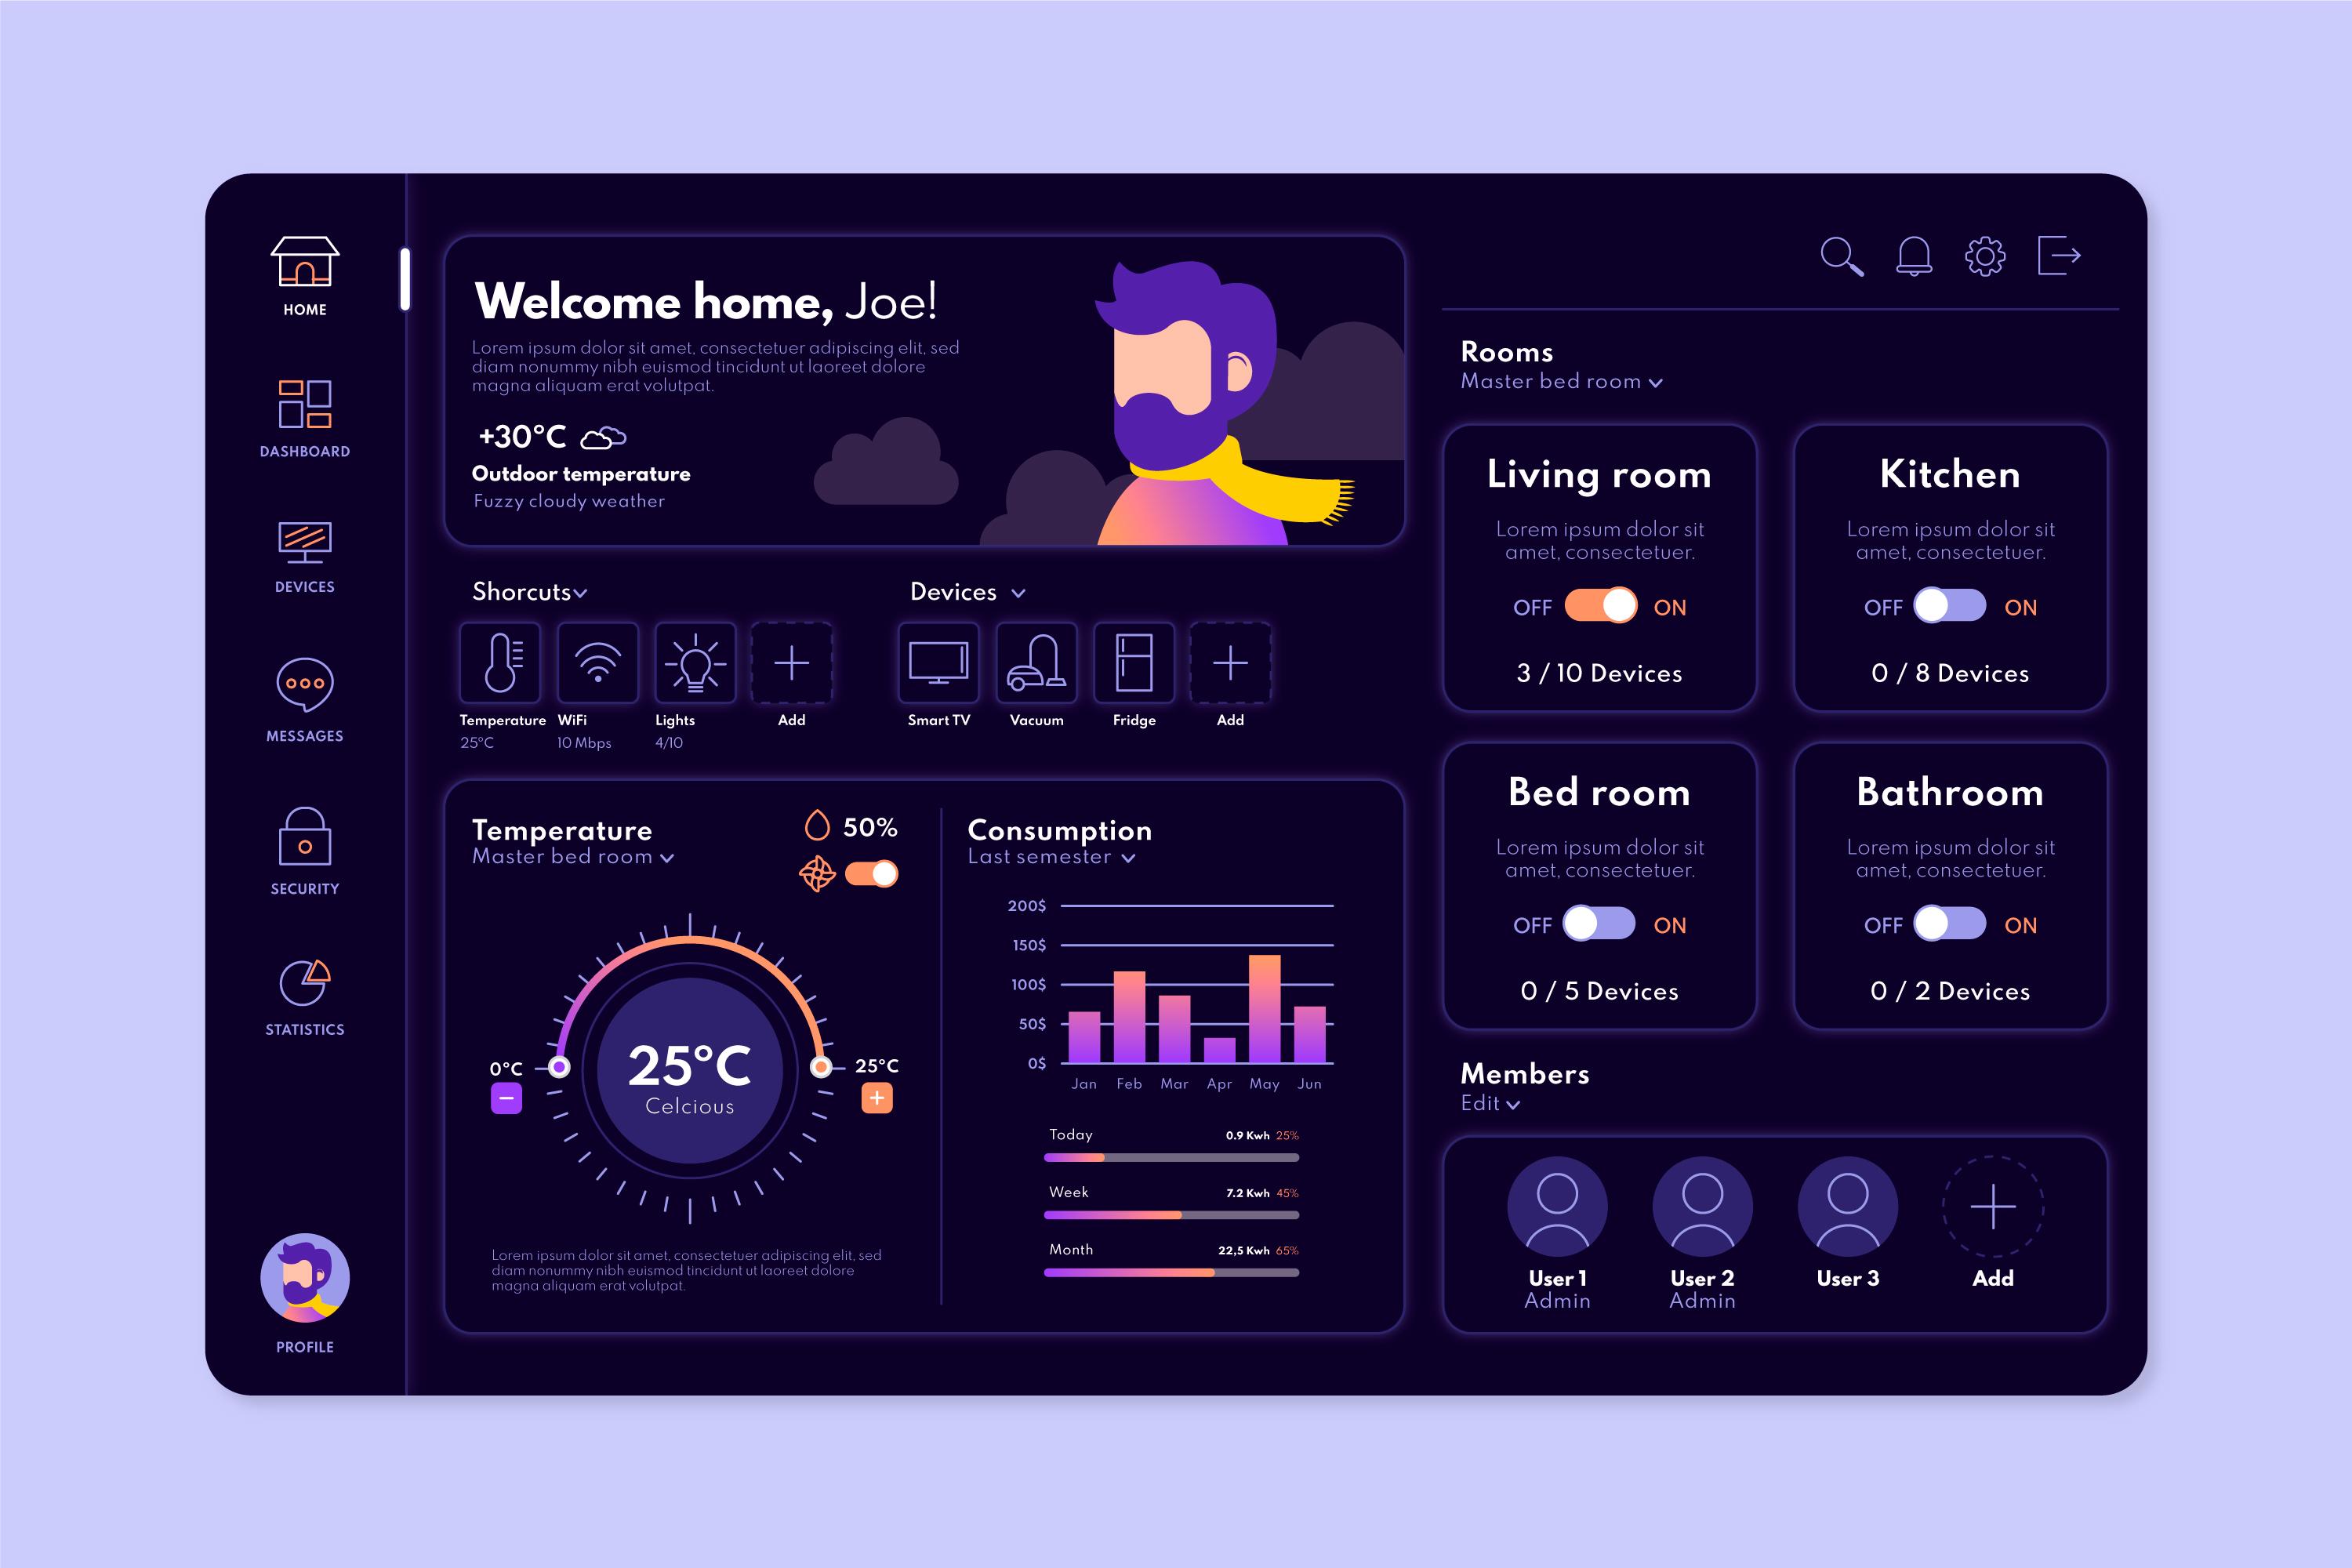 HOME
DASHBOARD
DEVICES
MESSAGES
SECURITY
STATISTICS
PROFILE
Welcome home, Joe!
Lorem ipsum dolor sit amet, consectetuer adipiscing elit, sed
diam nonummy nibh euismod tincidunt ut laoreet dolore
magna aliquam erat volutpat.
+30°C
Outdoor temperature
Fuzzy cloudy weather
Shorcuts
Temperature
25°C
WiFi
10 Mbps
Lights
4/10
Add
Devices
Smart TV
Vacuum
Fridge
Add
Temperature
Master bed room
50%
0°C
25°C
Celcious
25°C
Lorem ipsum dolor sit amet, consectetuer adipiscing elit, sed
diam nonummy nibh euismod tincidunt ut laoreet dolore
magna aliquam erat volutpat.
Consumption
Last semester
200$
150$
100$
50$
0$
Jan Feb Mar Apr May Jun
Today 0.9 Kwh 25%
Week 7.2 Kwh 45%
Month 22,5 Kwh 65%
Rooms
Master bed room
Living room
Lorem ipsum dolor sit
amet, consectetuer.
OFF ON
3 / 10 Devices
Kitchen
Lorem ipsum dolor sit
amet, consectetuer.
OFF ON
0 / 8 Devices
Bed room
Lorem ipsum dolor sit
amet, consectetuer.
OFF ON
0 / 5 Devices
Bathroom
Lorem ipsum dolor sit
amet, consectetuer.
OFF ON
0 / 2 Devices
Members
Edit
User 1
Admin
User 2
Admin
User 3
Add